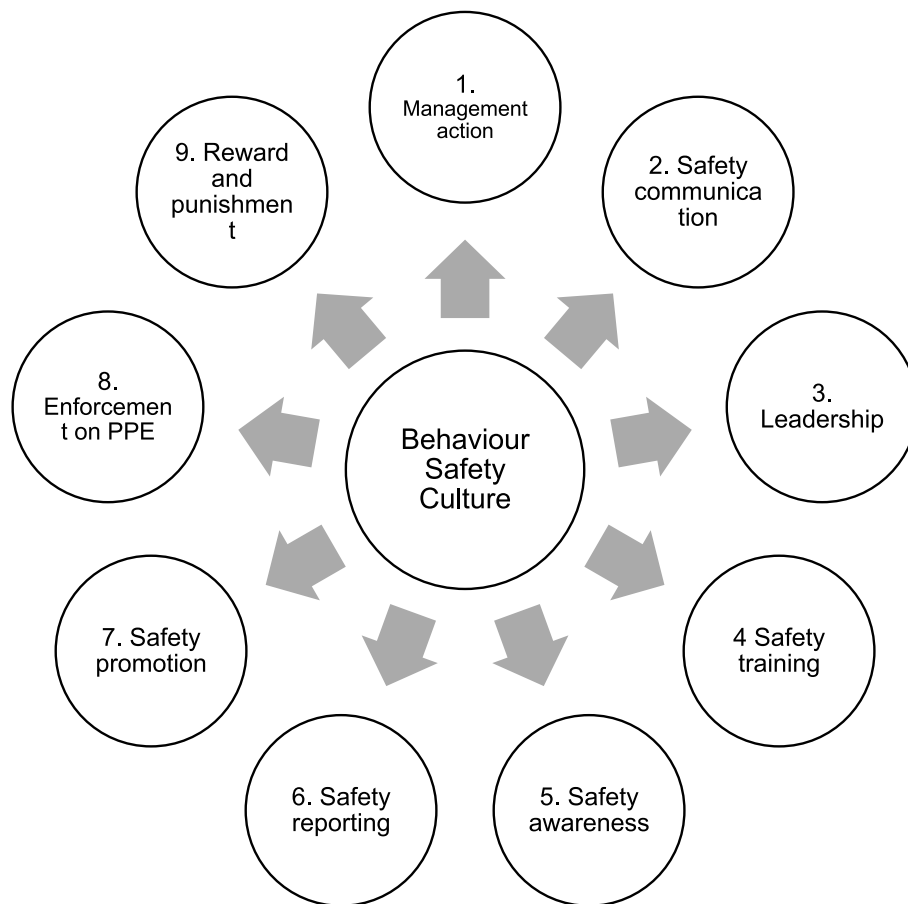 1.
Management
action
2. Safety
communica
tion
3.
Leadership
4 Safety
training
5. Safety
awareness
6. Safety
reporting
7. Safety
promotion
8.
Enforcemen
t on PPE
9. Reward
and
punishmen
t
Behaviour
Safety
Culture